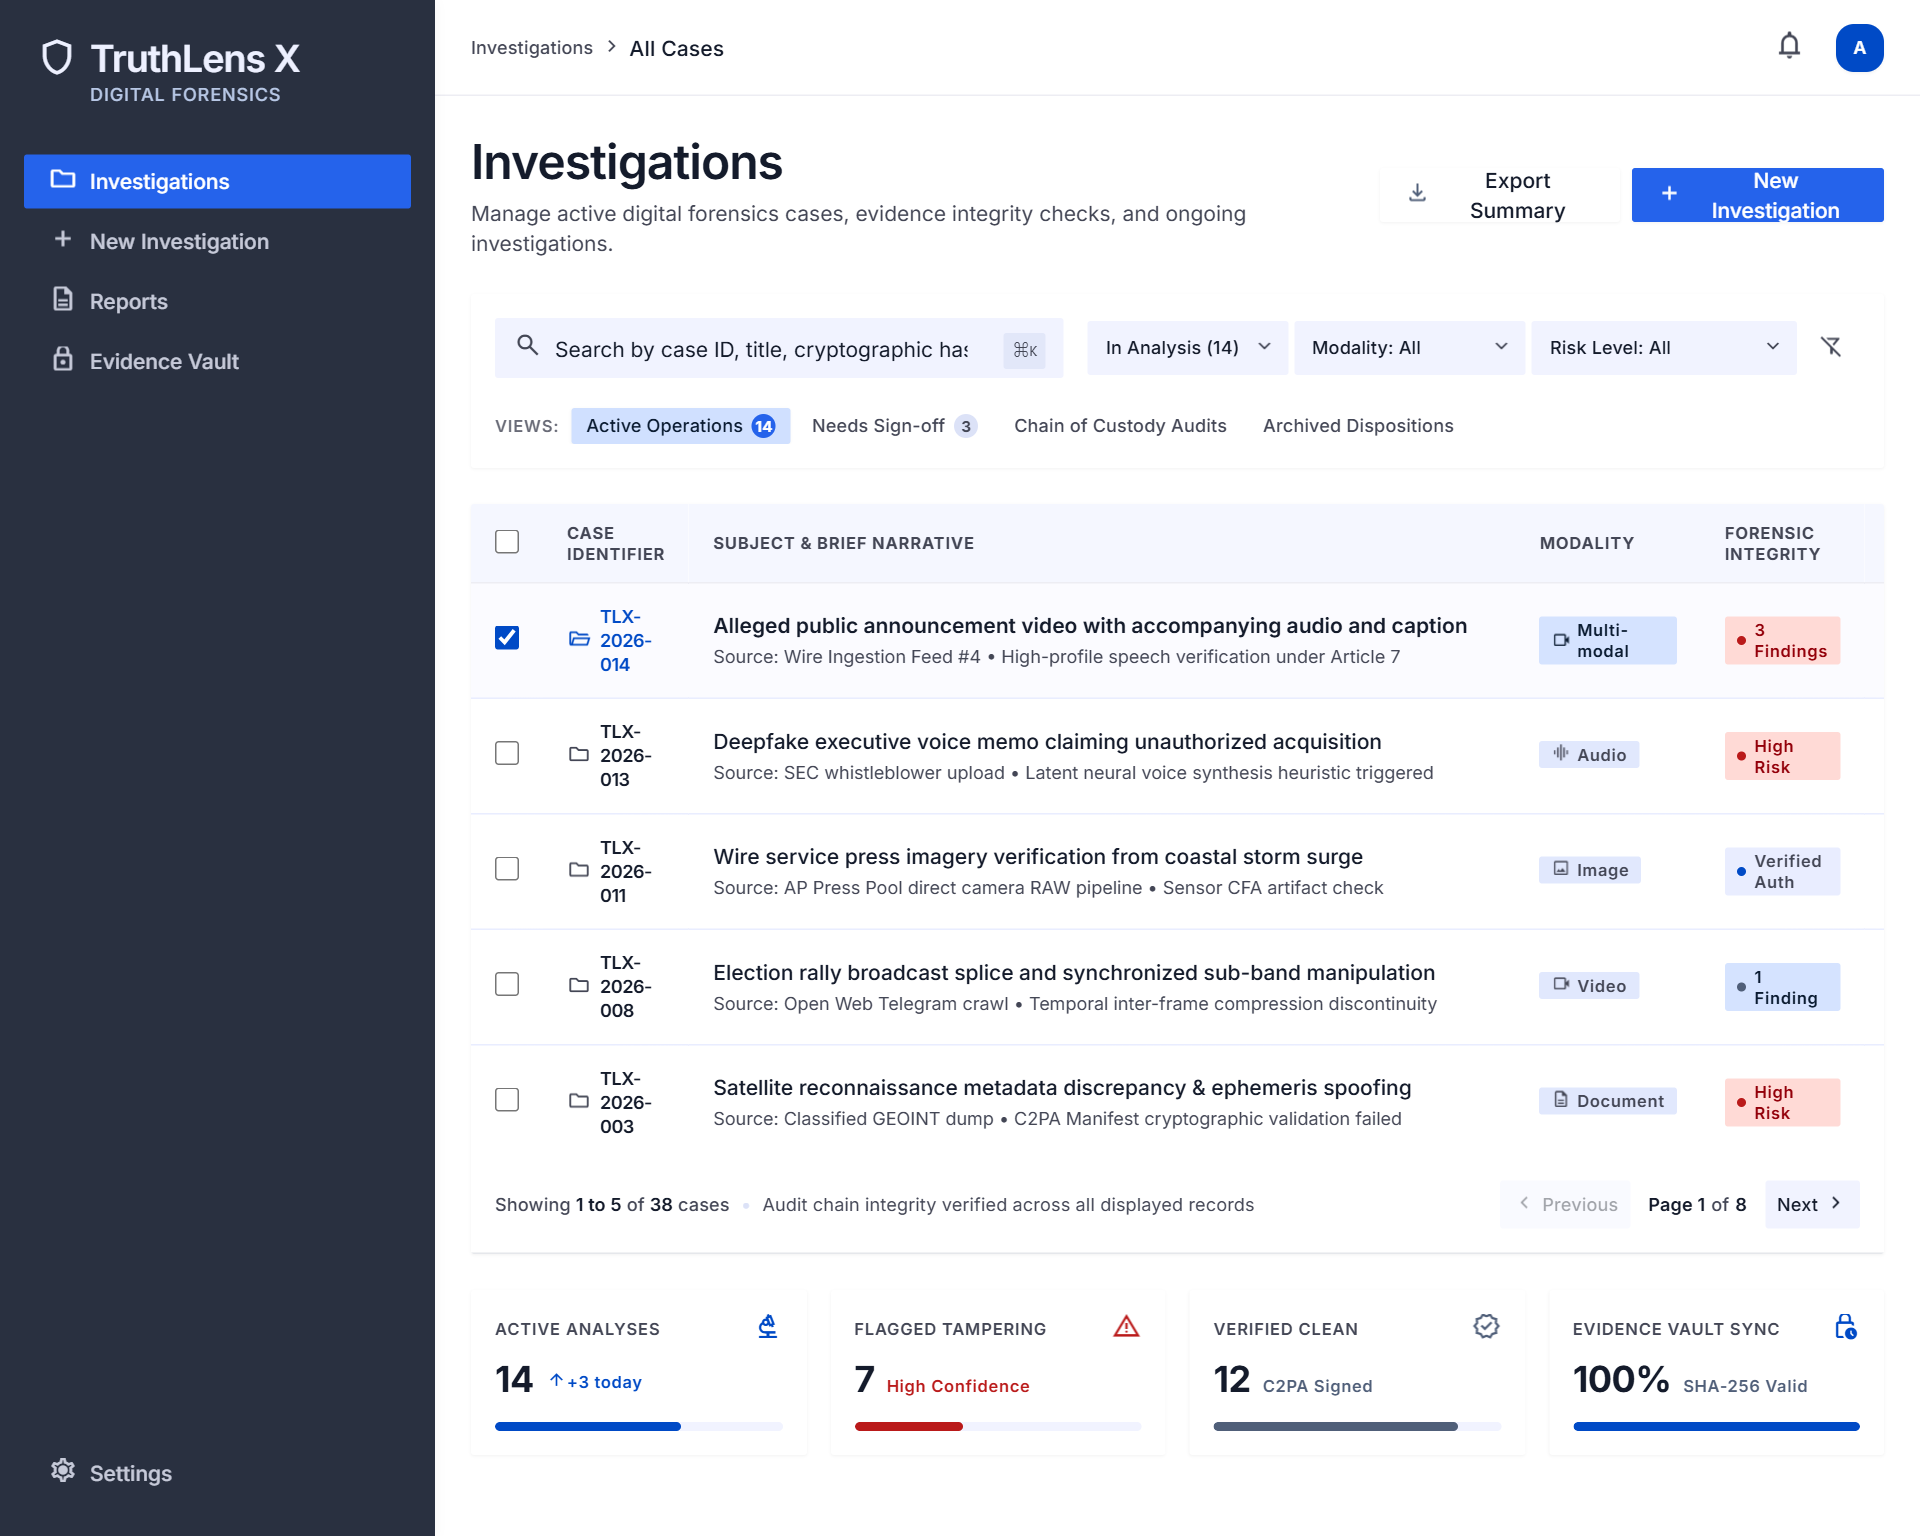 TruthLens X
DIGITAL FORENSICS
Investigations
New Investigation
Reports
Evidence Vault
Settings
Investigations > All Cases
A
Investigations
Manage active digital forensics cases, evidence integrity checks, and ongoing
investigations.
Export
Summary
New
Investigation
Search by case ID, title, cryptographic has
⌘K
In Analysis (14)
Modality: All
Risk Level: All
VIEWS:
Active Operations 14
Needs Sign-off 3
Chain of Custody Audits
Archived Dispositions
CASE
IDENTIFIER
SUBJECT & BRIEF NARRATIVE
MODALITY
FORENSIC
INTEGRITY
TLX-
2026-
014
Alleged public announcement video with accompanying audio and caption
Source: Wire Ingestion Feed #4 • High-profile speech verification under Article 7
Multi-
modal
3
Findings
TLX-
2026-
013
Deepfake executive voice memo claiming unauthorized acquisition
Source: SEC whistleblower upload • Latent neural voice synthesis heuristic triggered
Audio
High
Risk
TLX-
2026-
011
Wire service press imagery verification from coastal storm surge
Source: AP Press Pool direct camera RAW pipeline • Sensor CFA artifact check
Image
Verified
Auth
TLX-
2026-
008
Election rally broadcast splice and synchronized sub-band manipulation
Source: Open Web Telegram crawl • Temporal inter-frame compression discontinuity
Video
1
Finding
TLX-
2026-
003
Satellite reconnaissance metadata discrepancy & ephemeris spoofing
Source: Classified GEOINT dump • C2PA Manifest cryptographic validation failed
Document
High
Risk
Showing 1 to 5 of 38 cases • Audit chain integrity verified across all displayed records
Previous
Page 1 of 8
Next
ACTIVE ANALYSES
14 ↑+3 today
FLAGGED TAMPERING
7 High Confidence
VERIFIED CLEAN
12 C2PA Signed
EVIDENCE VAULT SYNC
100% SHA-256 Valid